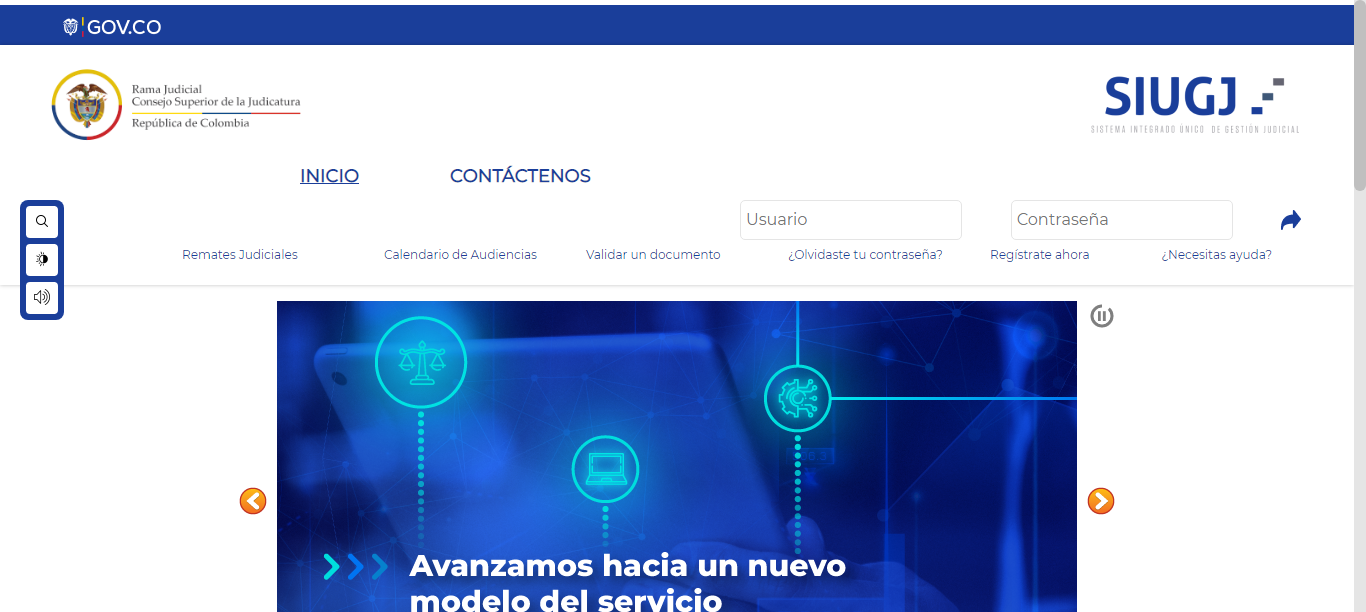 GOV.CO
Rama Judicial
Consejo Superior de la Judicatura
República de Colombia
SIUGJ
SISTEMA INTEGRADO ÚNICO DE GESTIÓN JUDICIAL
INICIO
CONTÁCTENOS
Usuario
Contraseña
Remates Judiciales
Calendario de Audiencias
Validar un documento
¿Olvidaste tu contraseña?
Regístrate ahora
¿Necesitas ayuda?
Avanzamos hacia un nuevo
modelo del servicio